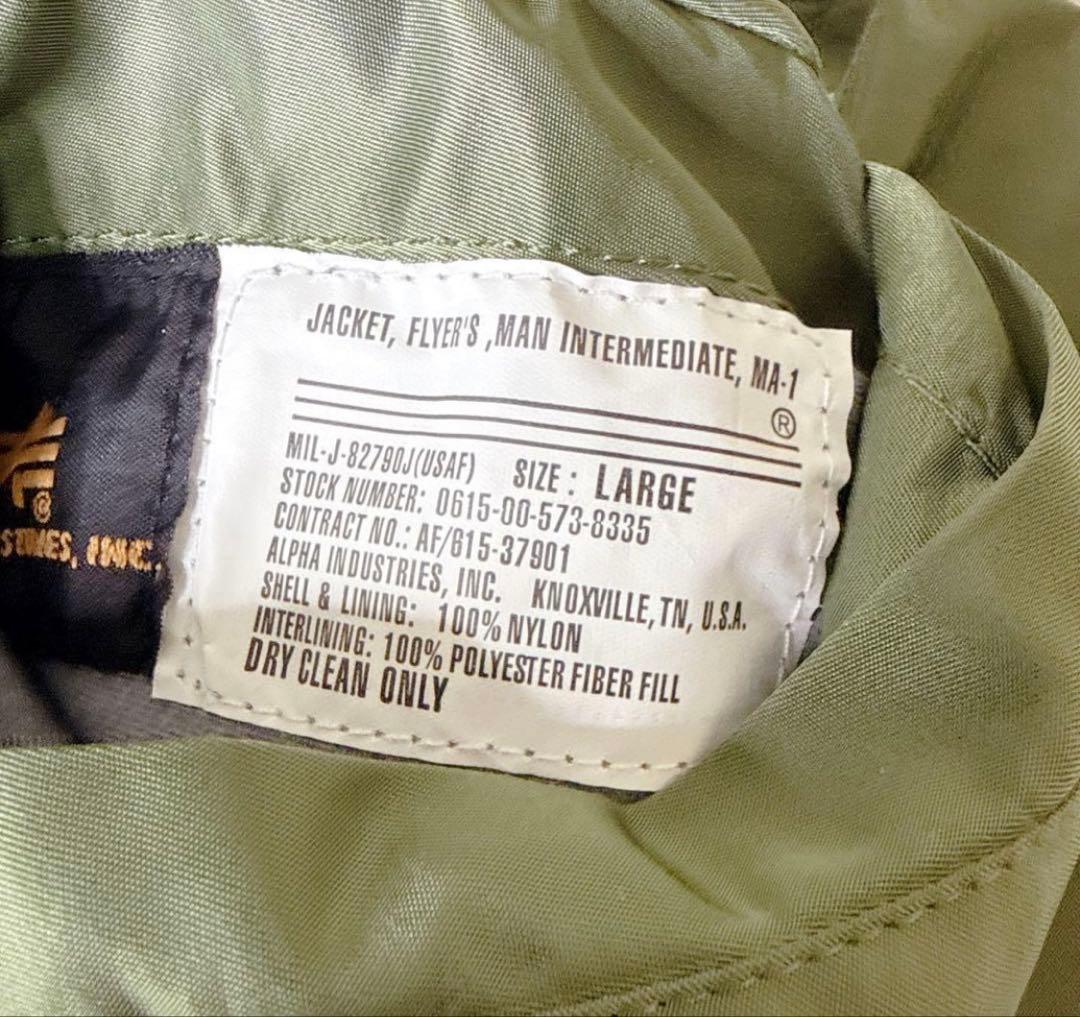 JACKET, FLYER'S ,MAN INTERMEDIATE, MA-1
®
MIL-J-82790J(USAF) SIZE : LARGE
STOCK NUMBER: 0615-00-573-8335
CONTRACT NO.: AF/615-37901
ALPHA INDUSTRIES, INC. KNOXVILLE,TN, U.S.A.
SHELL & LINING: 100% NYLON
INTERLINING: 100% POLYESTER FIBER FILL
DRY CLEAN ONLY
©
INC.